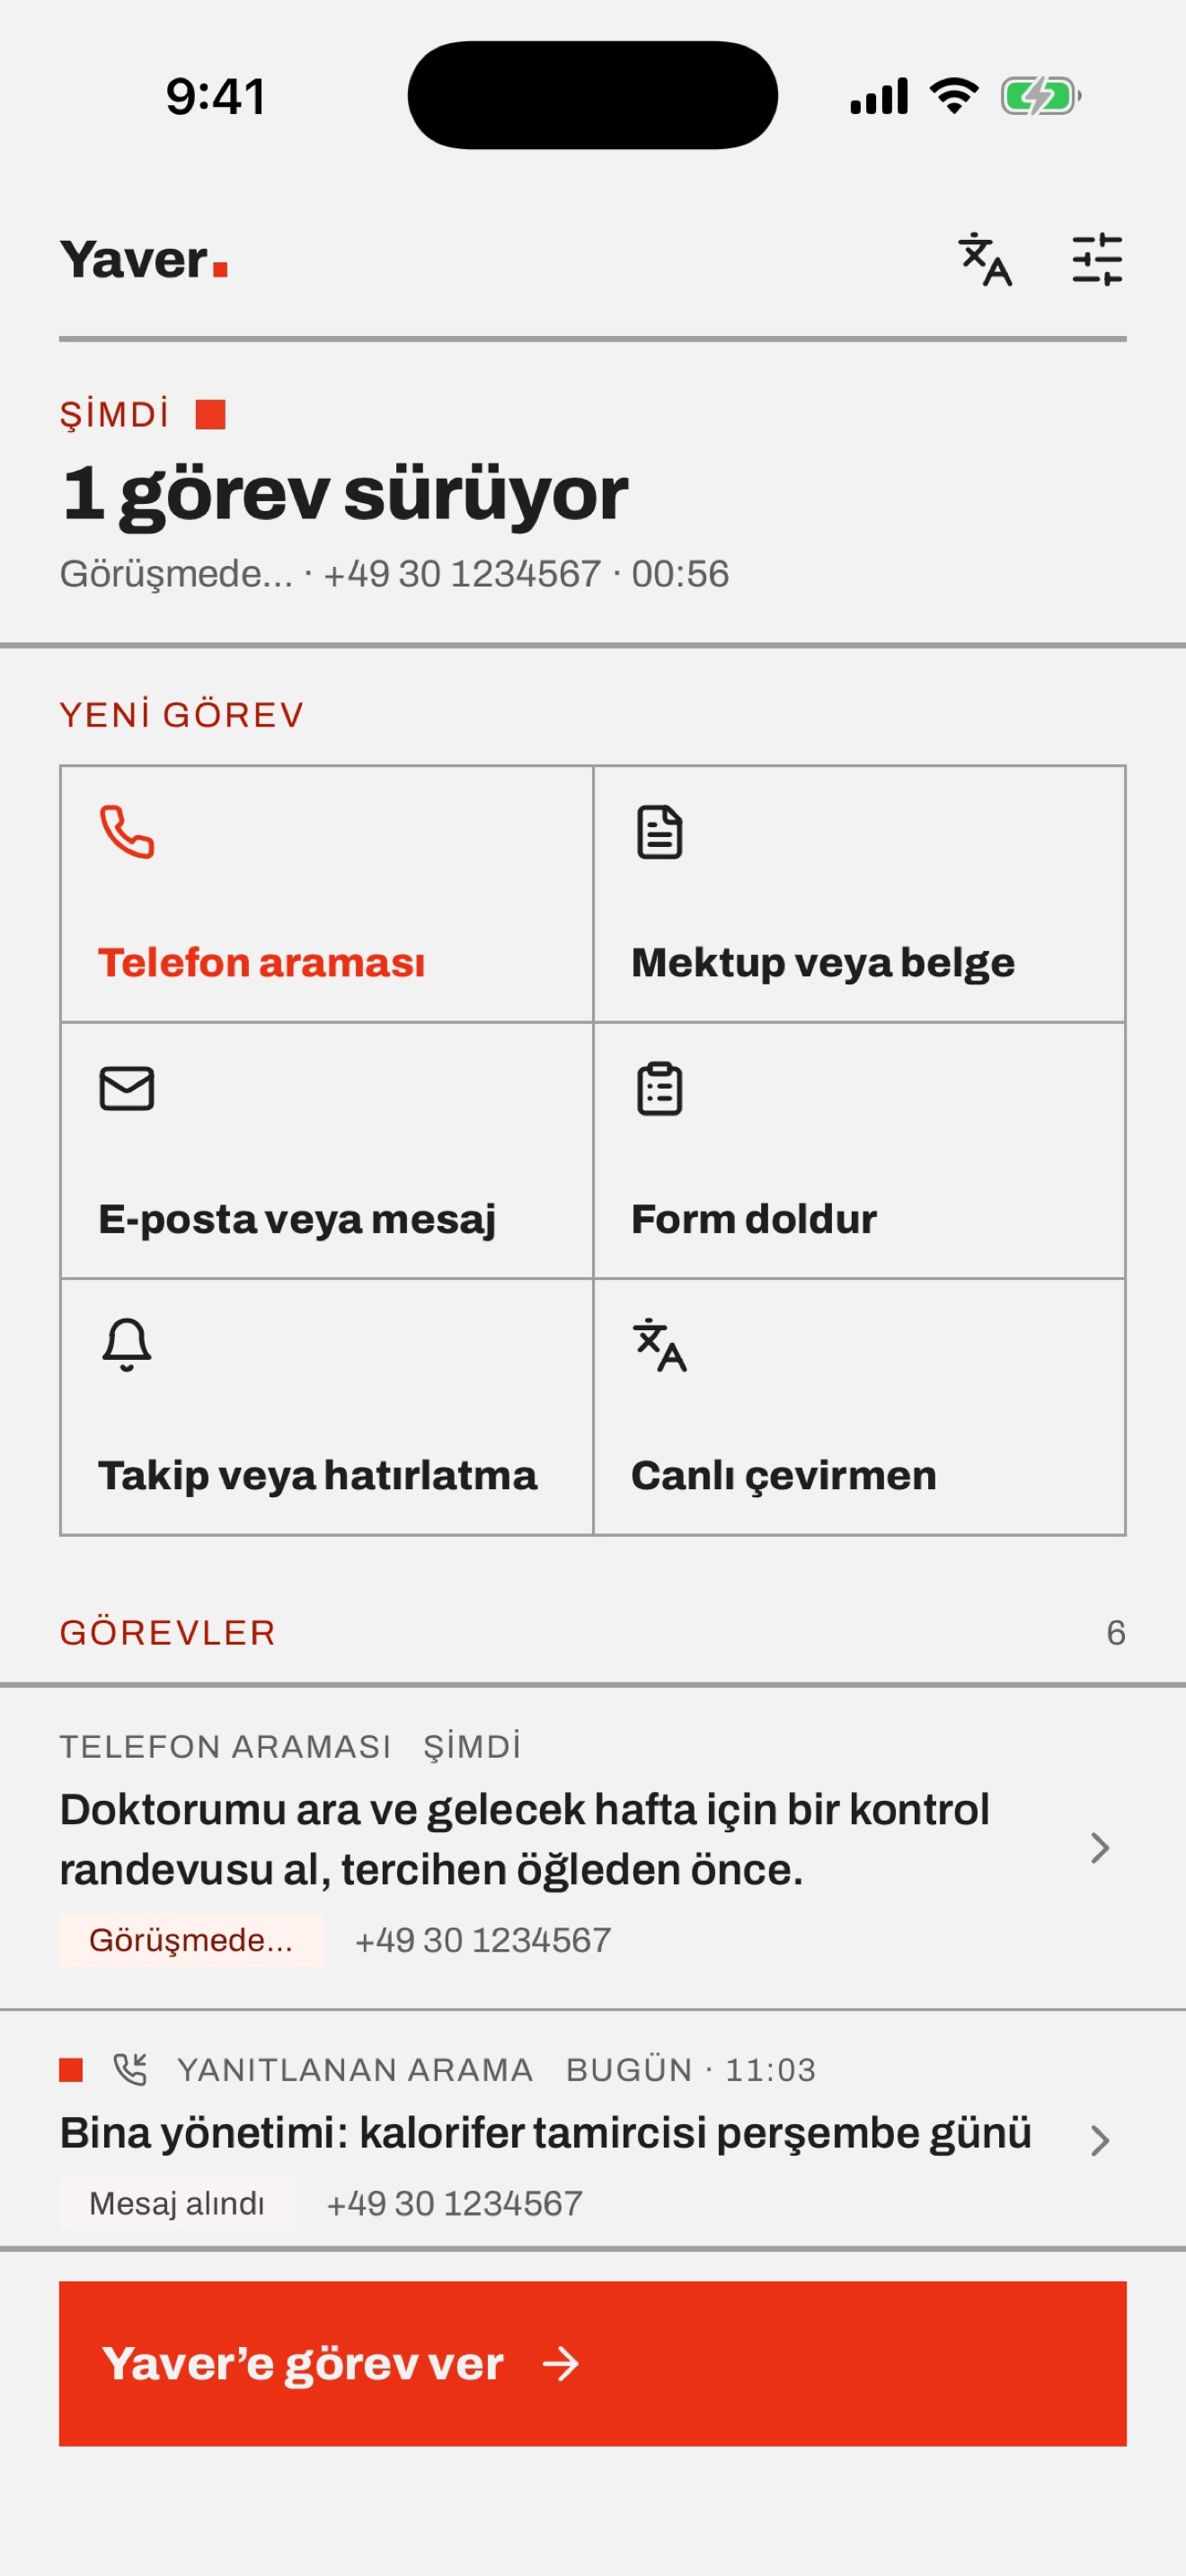 9:41
Yaver.
ŞİMDİ
1 görev sürüyor
Görüşmede... · +49 30 1234567 · 00:56
YENİ GÖREV
Telefon araması
Mektup veya belge
E-posta veya mesaj
Form doldur
Takip veya hatırlatma
Canlı çevirmen
GÖREVLER
6
TELEFON ARAMASI ŞİMDİ
Doktorumu ara ve gelecek hafta için bir kontrol
randevusu al, tercihen öğleden önce.
Görüşmede... +49 30 1234567
YANITLANAN ARAMA BUGÜN · 11:03
Bina yönetimi: kalorifer tamircisi perşembe günü
Mesaj alındı +49 30 1234567
Yaver’e görev ver →